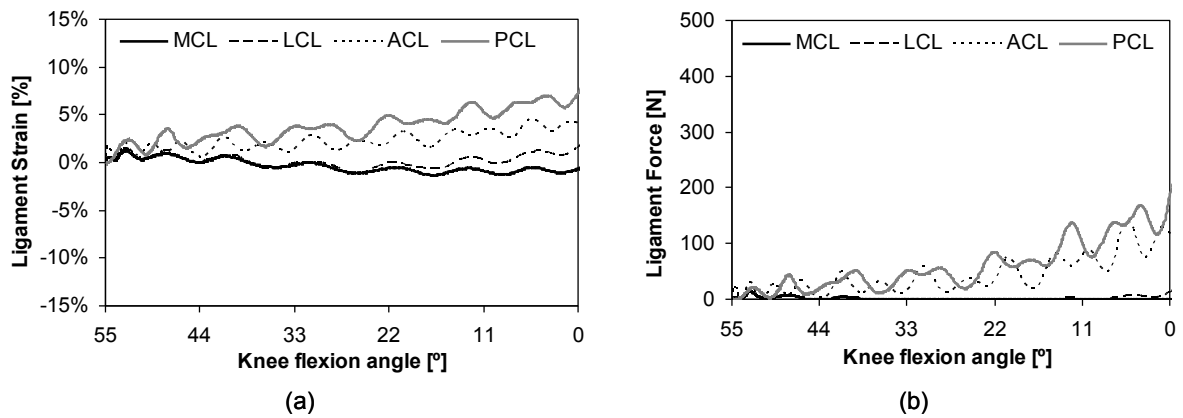 15%
10%
5%
0%
-5%
-10%
-15%
Ligament Strain [%]
MCL LCL ACL PCL
55 44 33 22 11 0
Knee flexion angle [º]
(a)
500
400
300
200
100
0
Ligament Force [N]
MCL LCL ACL PCL
55 44 33 22 11 0
Knee flexion angle [º]
(b)